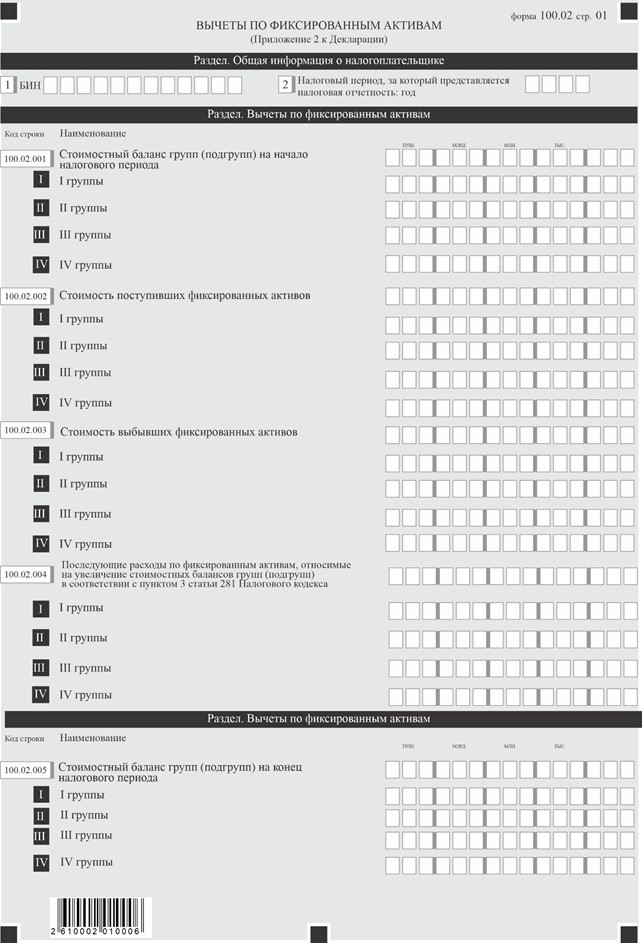 форма 100.02 стр. 01
ВЫЧЕТЫ ПО ФИКСИРОВАННЫМ АКТИВАМ
(Приложение 2 к Декларации)
Раздел. Общая информация о налогоплательщике
1 БИН
2 Налоговый период, за который представляется
налоговая отчетность: год
Раздел. Вычеты по фиксированным активам
Код строки Наименование
ТРЛН. МЛРД. МЛН. ТЫС.
100.02.001 Стоимостный баланс групп (подгрупп) на начало
налогового периода
I I группы
II II группы
III III группы
IV IV группы
100.02.002 Стоимость поступивших фиксированных активов
I I группы
II II группы
III III группы
IV IV группы
100.02.003 Стоимость выбывших фиксированных активов
I I группы
II II группы
III III группы
IV IV группы
100.02.004 Последующие расходы по фиксированным активам, относимые
на увеличение стоимостных балансов групп (подгрупп)
в соответствии с пунктом 3 статьи 281 Налогового кодекса
I I группы
II II группы
III III группы
IV IV группы
Раздел. Вычеты по фиксированным активам
Код строки Наименование
ТРЛН. МЛРД. МЛН. ТЫС.
100.02.005 Стоимостный баланс групп (подгрупп) на конец
налогового периода
I I группы
II II группы
III III группы
IV IV группы
2 610002 010006